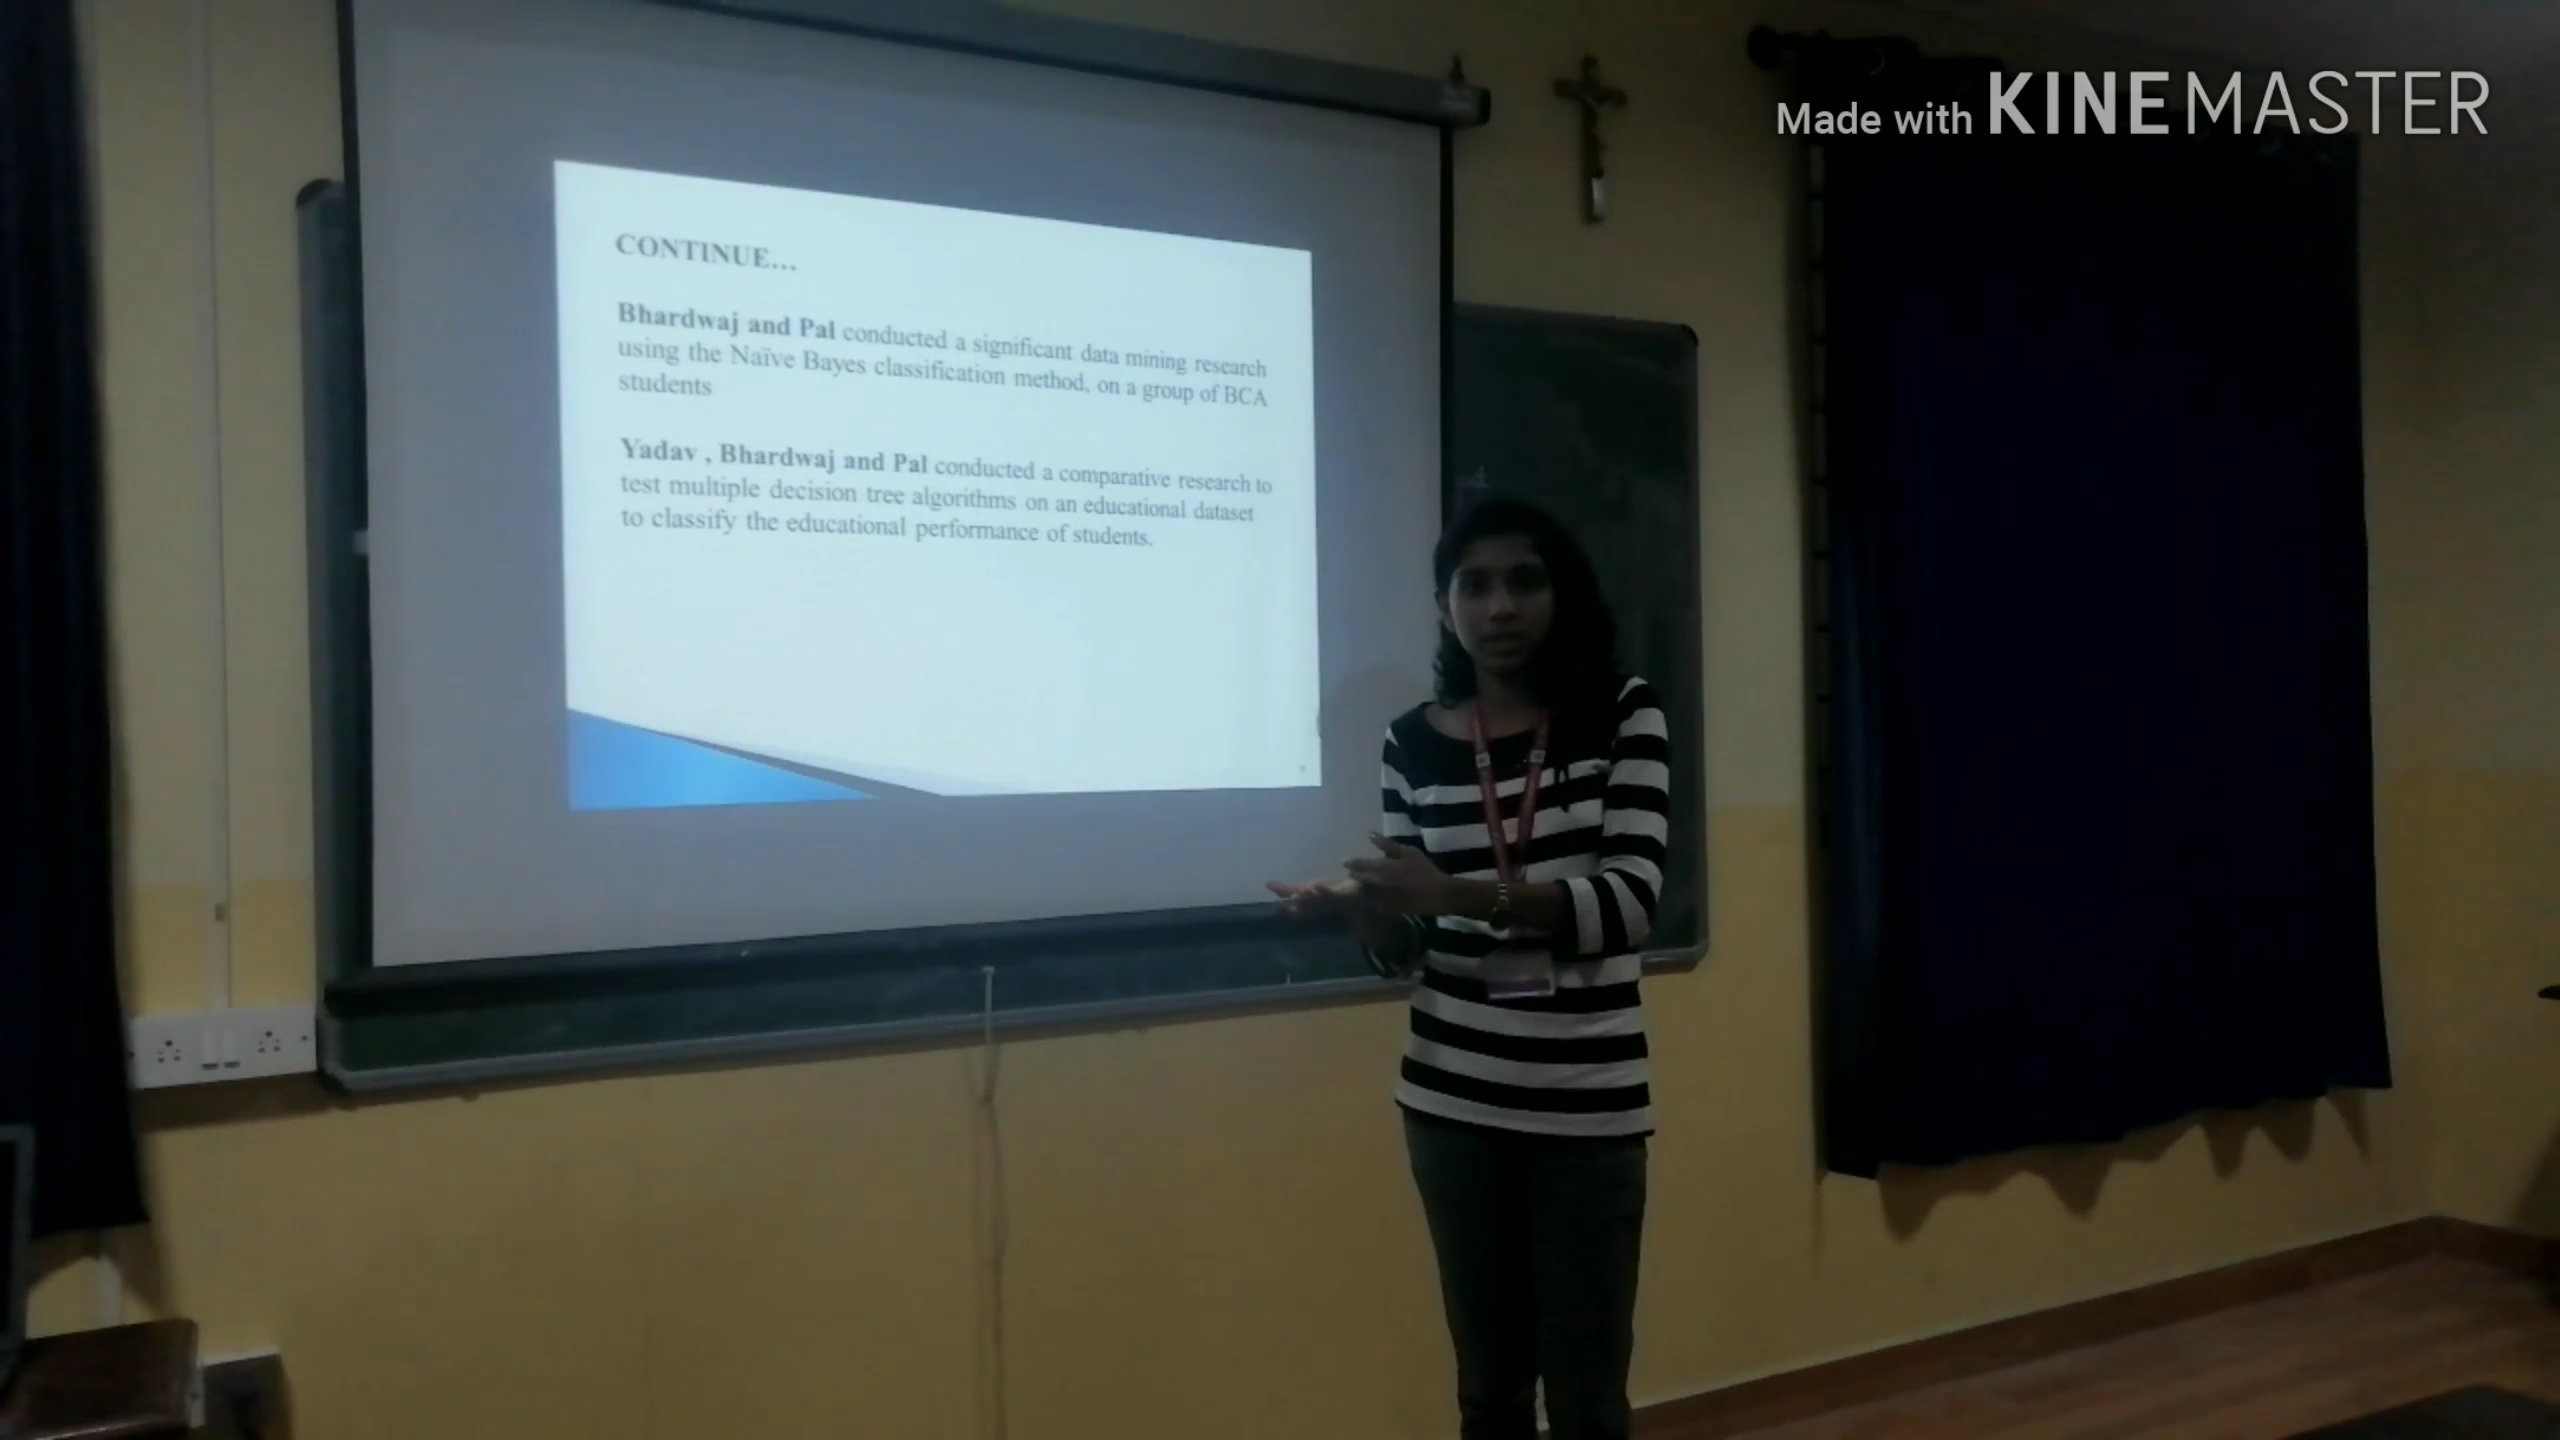 Made with KINEMASTER
CONTINUE...
Bhardwaj and Pal conducted a significant data mining research
using the Naïve Bayes classification method, on a group of BCA
students
Yadav , Bhardwaj and Pal conducted a comparative research to
test multiple decision tree algorithms on an educational dataset
to classify the educational performance of students.